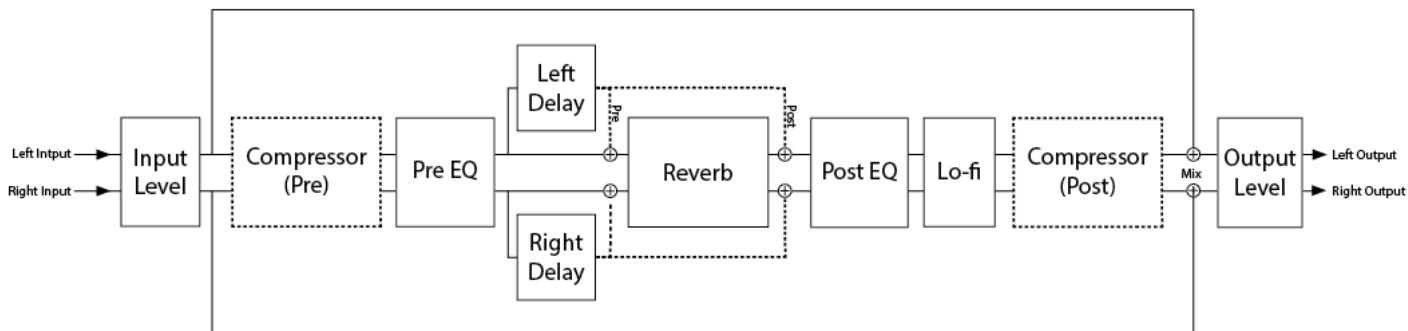 Left
Delay
Pre
Post
Left Intput
Right Input
Input
Level
Compressor
(Pre)
Pre EQ
Reverb
Post EQ
Lo-fi
Compressor
(Post)
Mix
Output
Level
Left Output
Right Output
Right
Delay